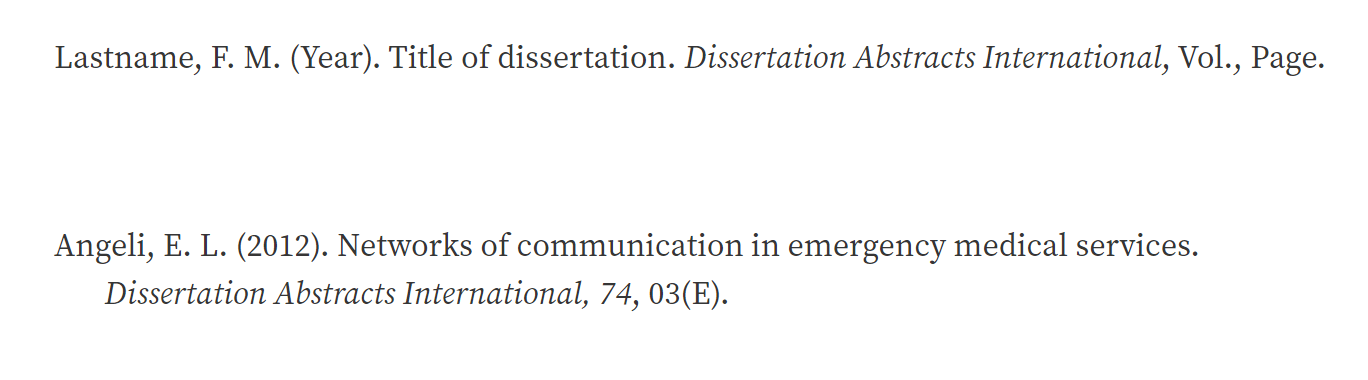 Lastname, F. M. (Year). Title of dissertation. Dissertation Abstracts International, Vol., Page.
Angeli, E. L. (2012). Networks of communication in emergency medical services.
Dissertation Abstracts International, 74, 03(E).